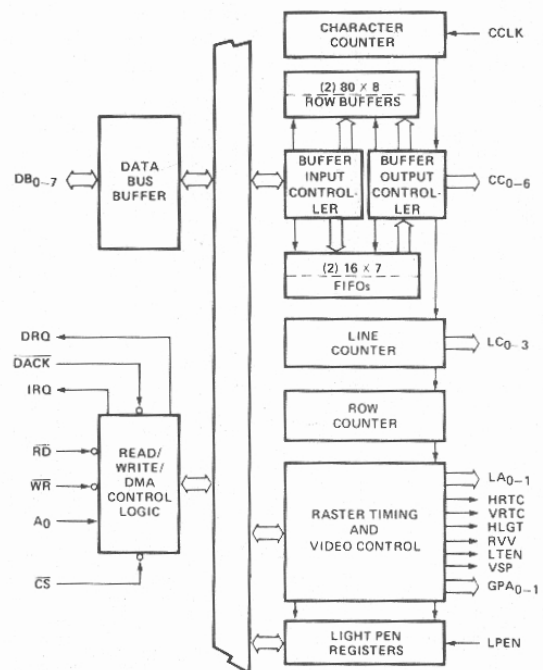 CHARACTER
COUNTER
CCLK
(2) 80 × 8
ROW BUFFERS
DB0–7
DATA
BUS
BUFFER
BUFFER
INPUT
CONTROL-
LER
BUFFER
OUTPUT
CONTROL-
LER
CC0–6
(2) 16 × 7
FIFOs
LINE
COUNTER
LC0–3
ROW
COUNTER
DRQ
DACK
IRQ
RD
WR
A0
CS
READ/
WRITE/
DMA
CONTROL
LOGIC
RASTER TIMING
AND
VIDEO CONTROL
LA0–1
HRTC
VRTC
HLGT
RVV
LTEN
VSP
GPA0–1
LIGHT PEN
REGISTERS
LPEN